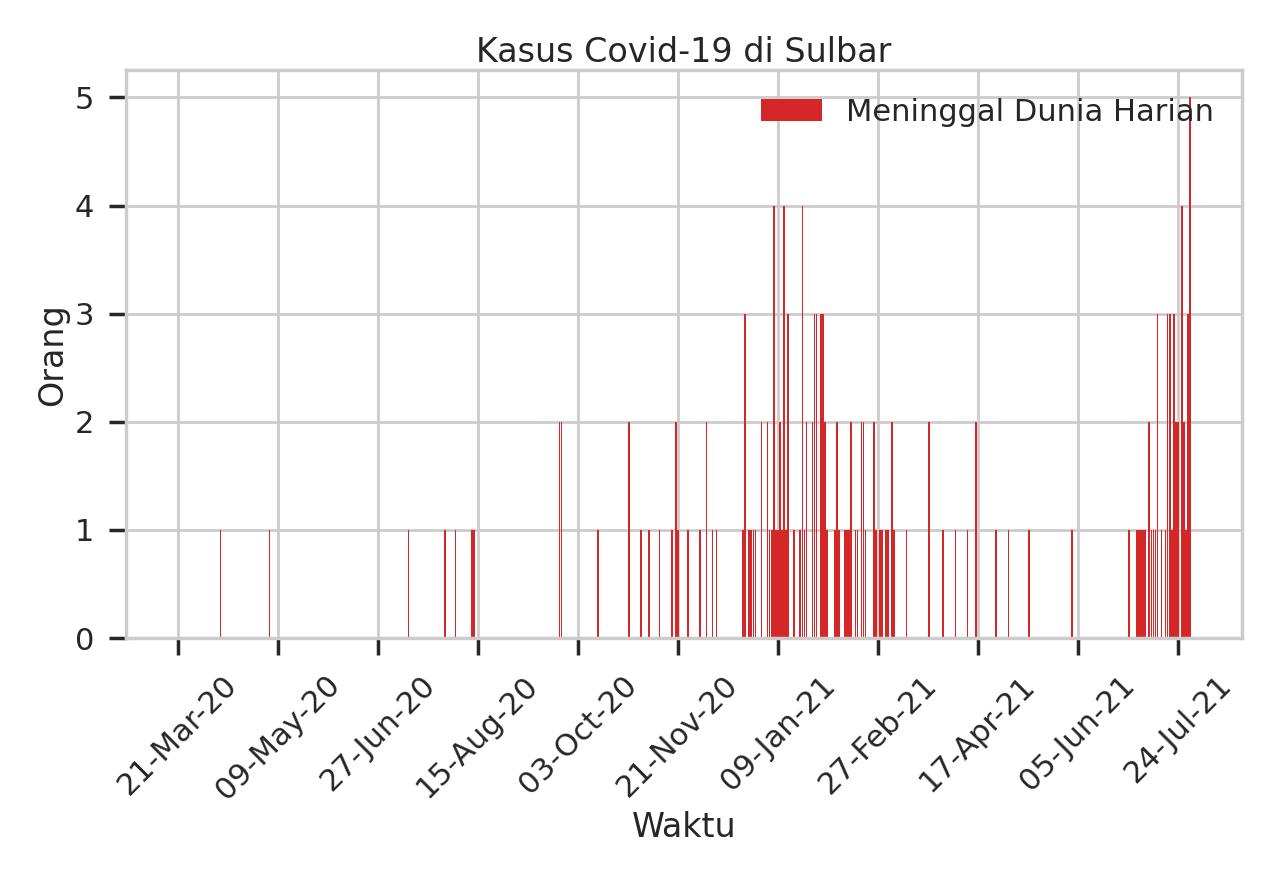 Kasus Covid-19 di Sulbar
Meninggal Dunia Harian
Orang
5
4
3
2
1
0
21-Mar-20
09-May-20
27-Jun-20
15-Aug-20
03-Oct-20
21-Nov-20
09-Jan-21
27-Feb-21
17-Apr-21
05-Jun-21
24-Jul-21
Waktu